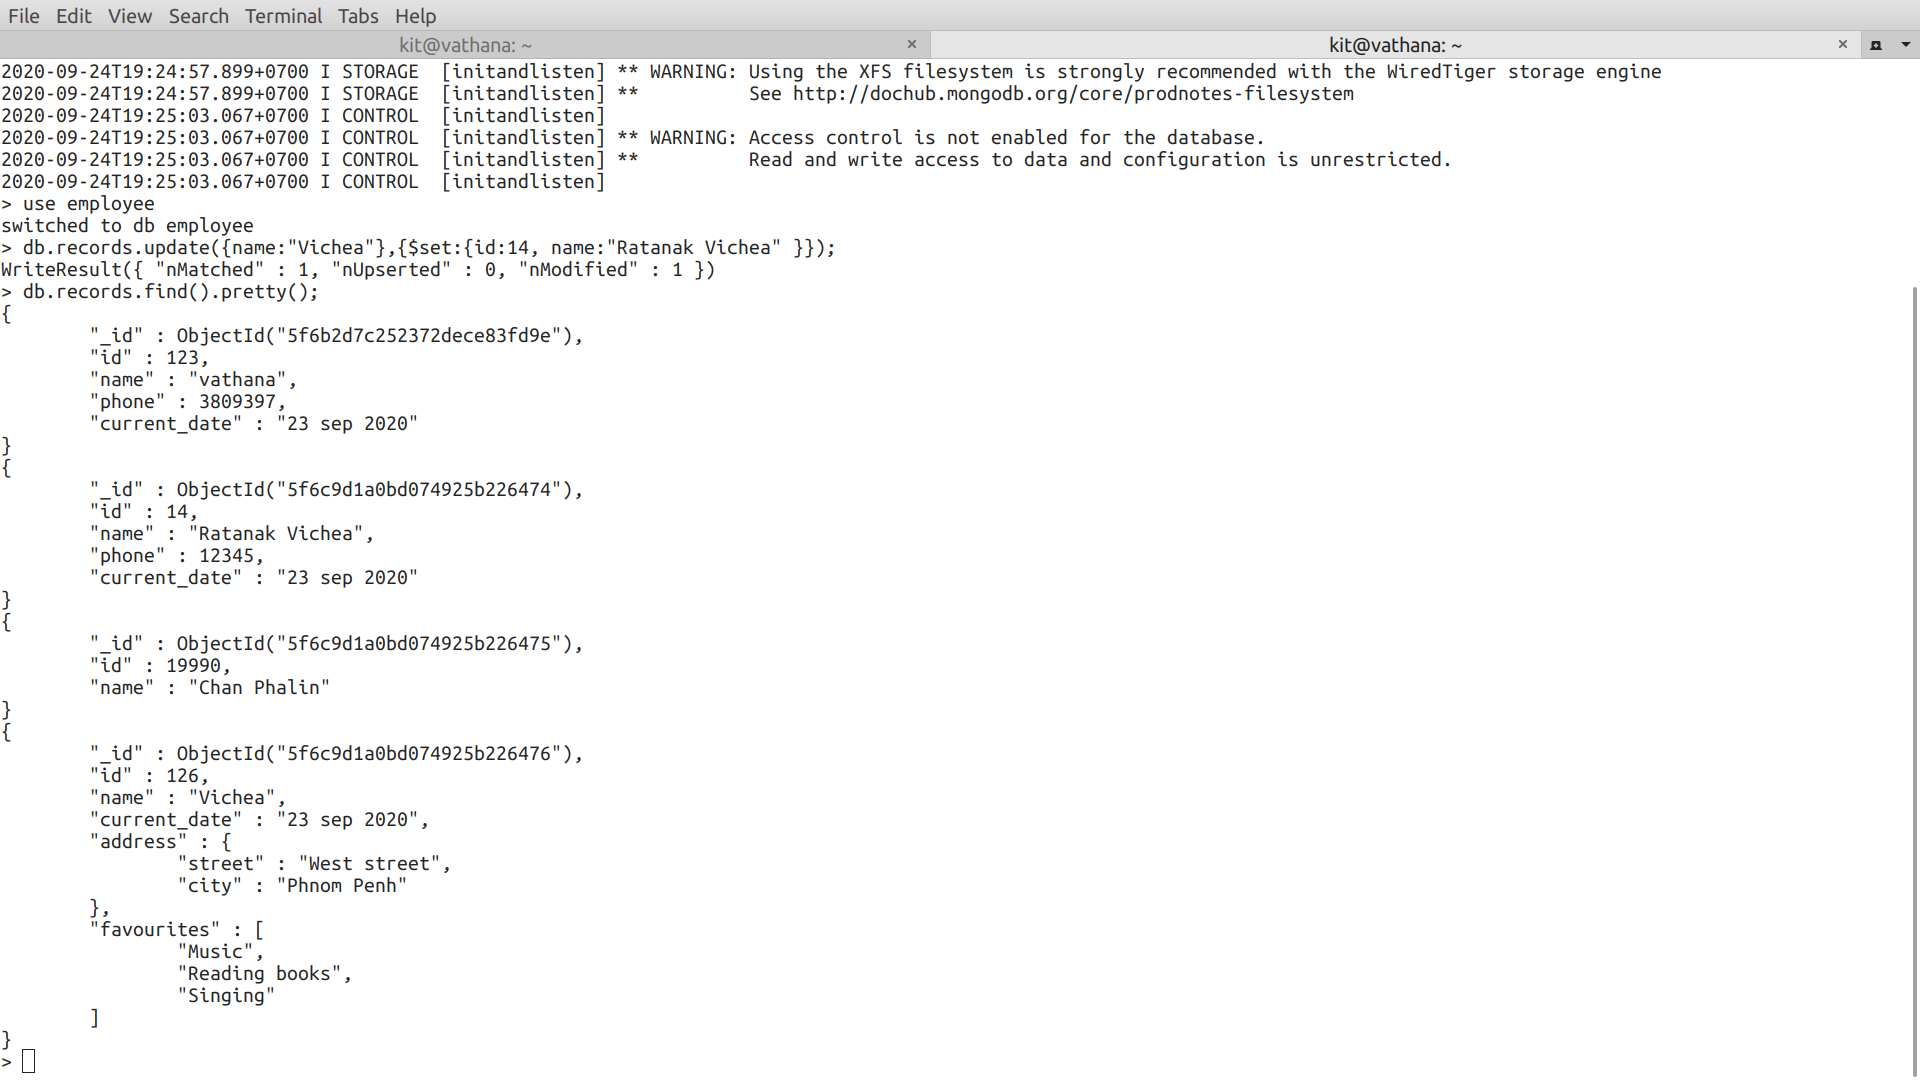 File Edit View Search Terminal Tabs Help
kit@vathana: ~ × kit@vathana: ~ ×
2020-09-24T19:24:57.899+0700 I STORAGE  [initandlisten] ** WARNING: Using the XFS filesystem is strongly recommended with the WiredTiger storage engine
2020-09-24T19:24:57.899+0700 I STORAGE  [initandlisten] **          See http://dochub.mongodb.org/core/prodnotes-filesystem
2020-09-24T19:25:03.067+0700 I CONTROL  [initandlisten]
2020-09-24T19:25:03.067+0700 I CONTROL  [initandlisten] ** WARNING: Access control is not enabled for the database.
2020-09-24T19:25:03.067+0700 I CONTROL  [initandlisten] **          Read and write access to data and configuration is unrestricted.
2020-09-24T19:25:03.067+0700 I CONTROL  [initandlisten]
> use employee
switched to db employee
> db.records.update({name:"Vichea"},{$set:{id:14, name:"Ratanak Vichea" }});
WriteResult({ "nMatched" : 1, "nUpserted" : 0, "nModified" : 1 })
> db.records.find().pretty();
{
        "_id" : ObjectId("5f6b2d7c252372dece83fd9e"),
        "id" : 123,
        "name" : "vathana",
        "phone" : 3809397,
        "current_date" : "23 sep 2020"
}
{
        "_id" : ObjectId("5f6c9d1a0bd074925b226474"),
        "id" : 14,
        "name" : "Ratanak Vichea",
        "phone" : 12345,
        "current_date" : "23 sep 2020"
}
{
        "_id" : ObjectId("5f6c9d1a0bd074925b226475"),
        "id" : 19990,
        "name" : "Chan Phalin"
}
{
        "_id" : ObjectId("5f6c9d1a0bd074925b226476"),
        "id" : 126,
        "name" : "Vichea",
        "current_date" : "23 sep 2020",
        "address" : {
                "street" : "West street",
                "city" : "Phnom Penh"
        },
        "favourites" : [
                "Music",
                "Reading books",
                "Singing"
        ]
}
>